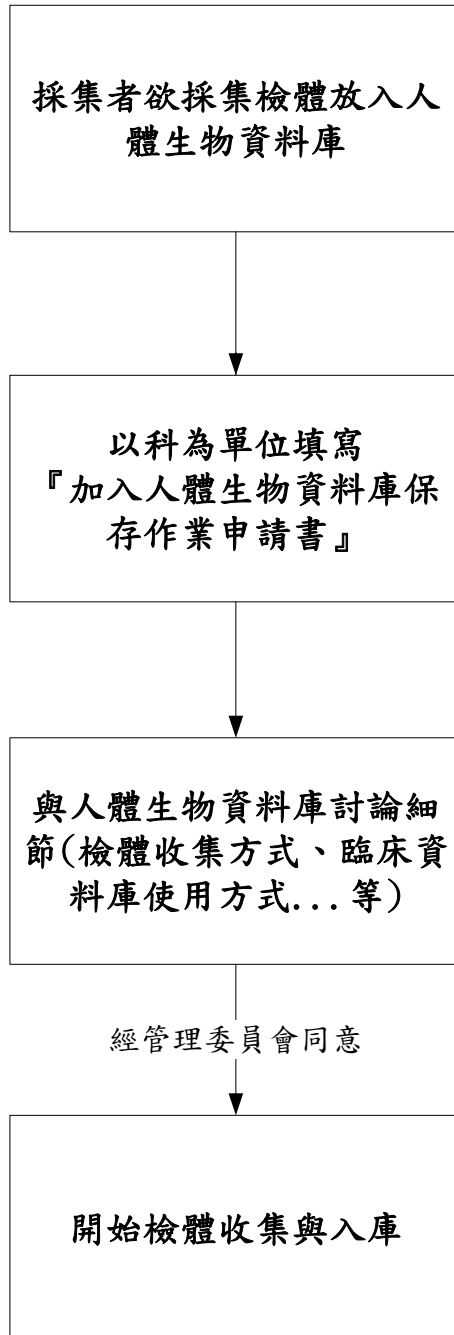 採集者欲採集檢體放入人
體生物資料庫
以科為單位填寫
『加入人體生物資料庫保
存作業申請書』
與人體生物資料庫討論細
節(檢體收集方式、臨床資
料庫使用方式...等)
經管理委員會同意
開始檢體收集與入庫